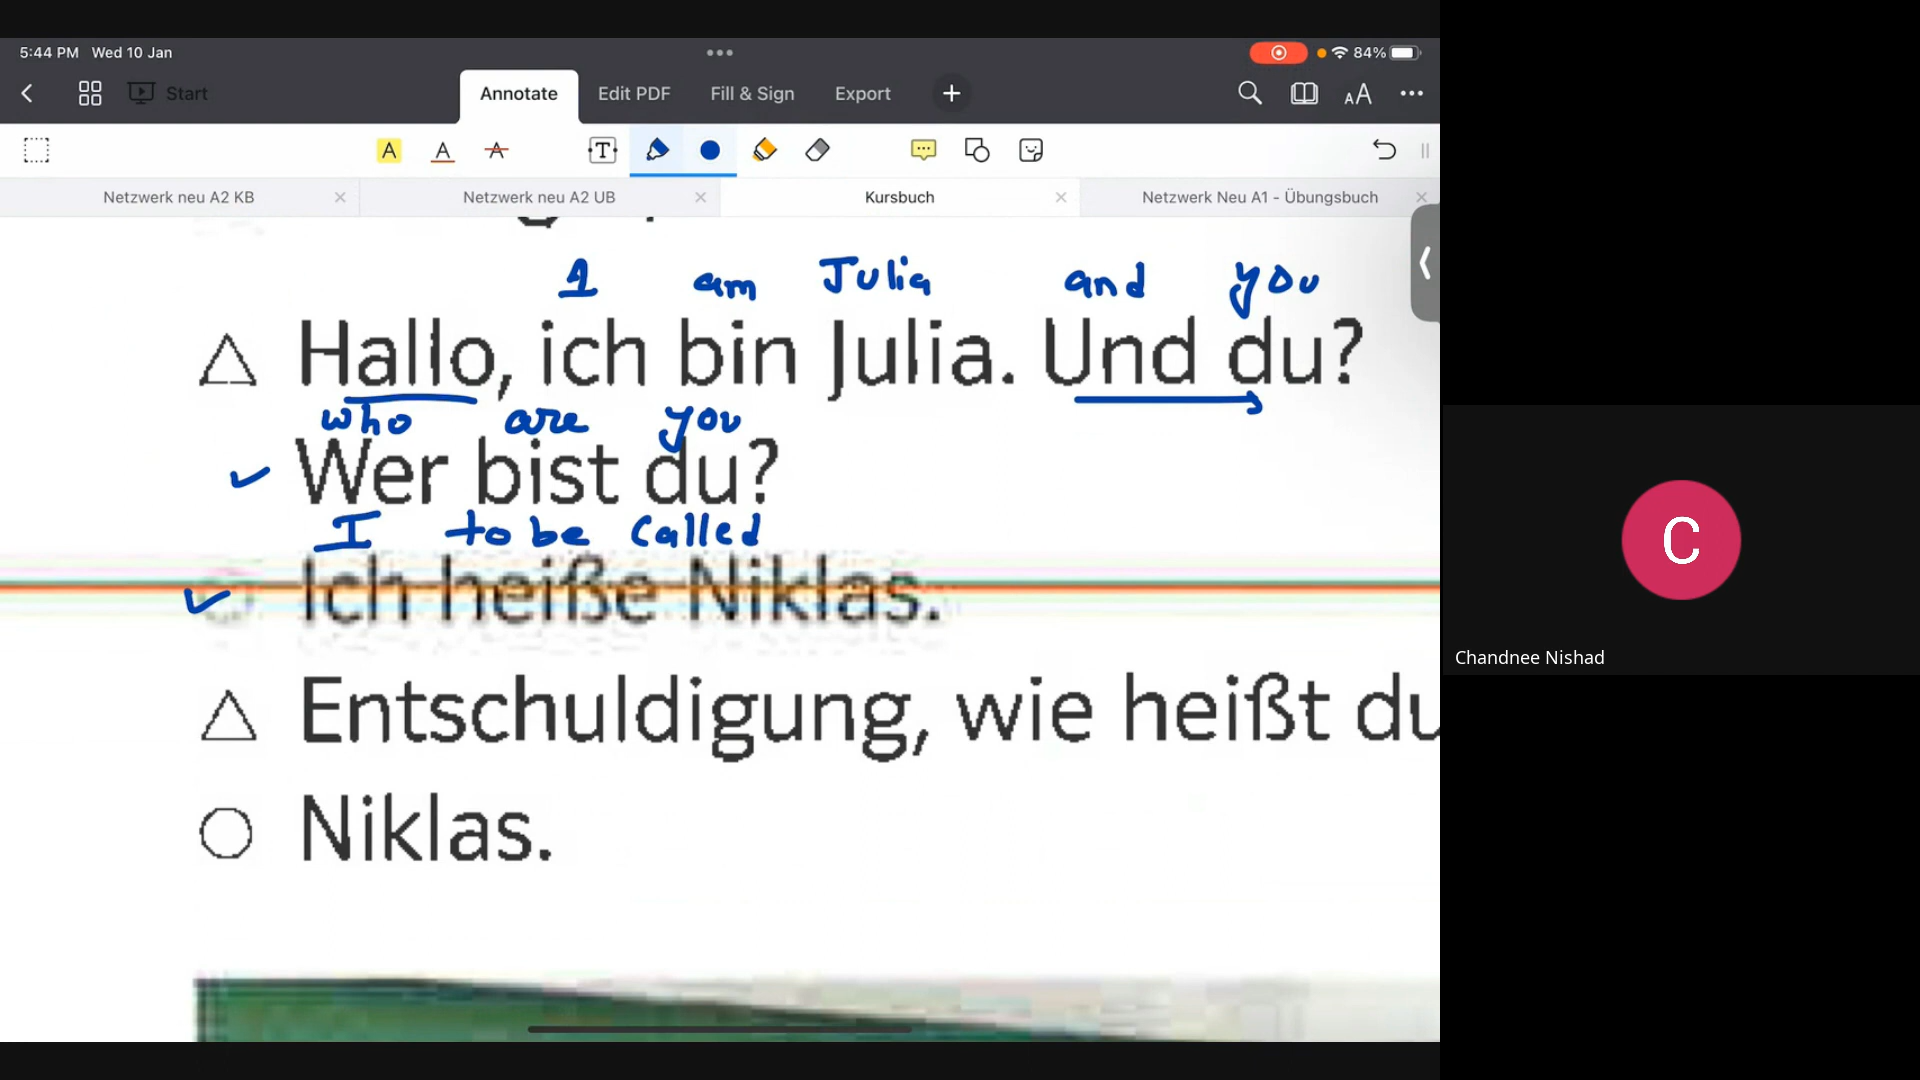 5:44 PM Wed 10 Jan 84%
Start Annotate Edit PDF Fill & Sign Export
Netzwerk neu A2 KB Netzwerk neu A2 UB Kursbuch Netzwerk Neu A1 - Übungsbuch
I am Julia and you
Hallo, ich bin Julia. Und du?
who are you
Wer bist du?
I to be called
Ich heiße Niklas.
Entschuldigung, wie heißt du
Niklas.
C
Chandnee Nishad